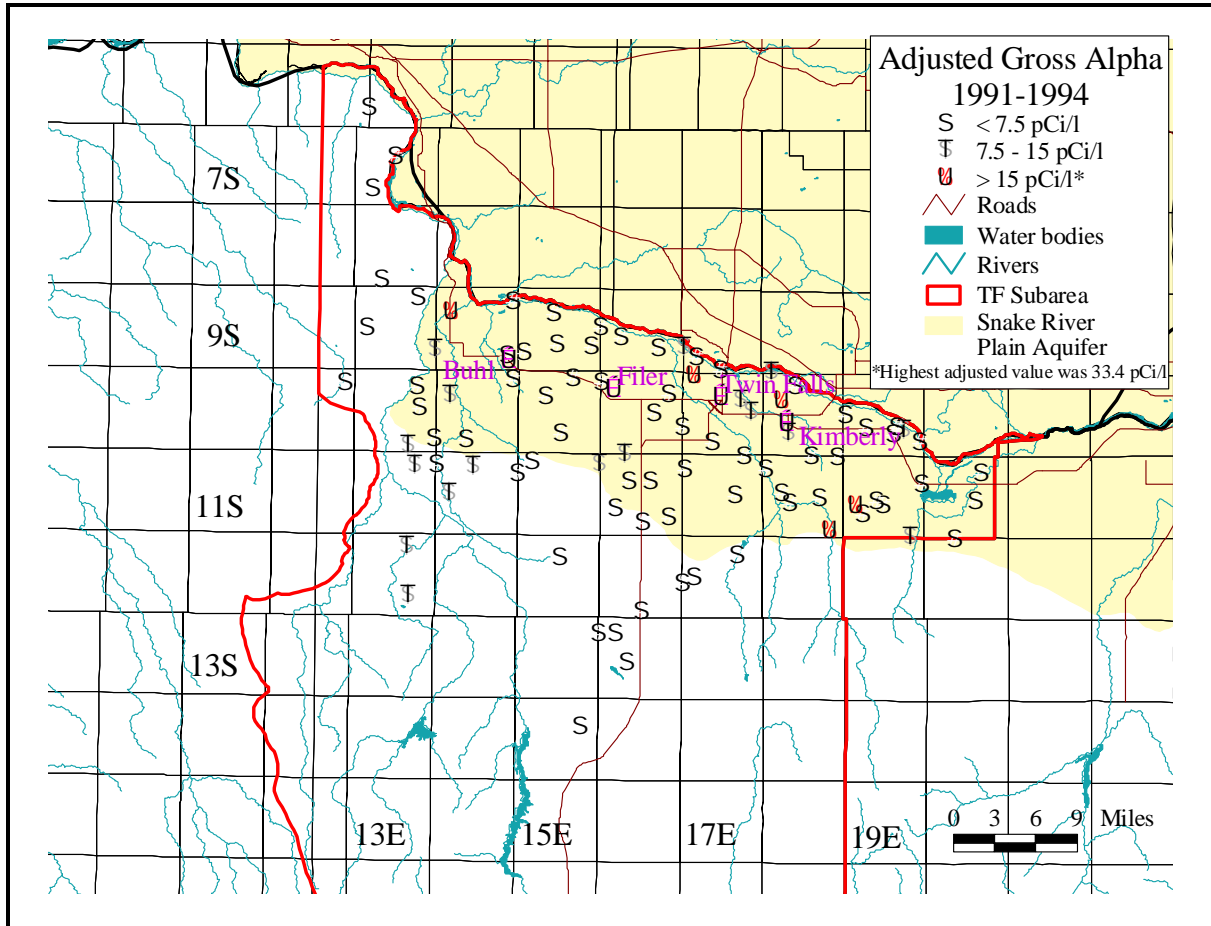 Adjusted Gross Alpha
1991-1994
S < 7.5 pCi/l
T 7.5 - 15 pCi/l
> 15 pCi/l*
Roads
Water bodies
Rivers
TF Subarea
Snake River
Plain Aquifer
*Highest adjusted value was 33.4 pCi/l
7S
9S
Buhl
Filer
Twin Falls
Kimberly
11S
13S
13E
15E
17E
19E
0 3 6 9 Miles